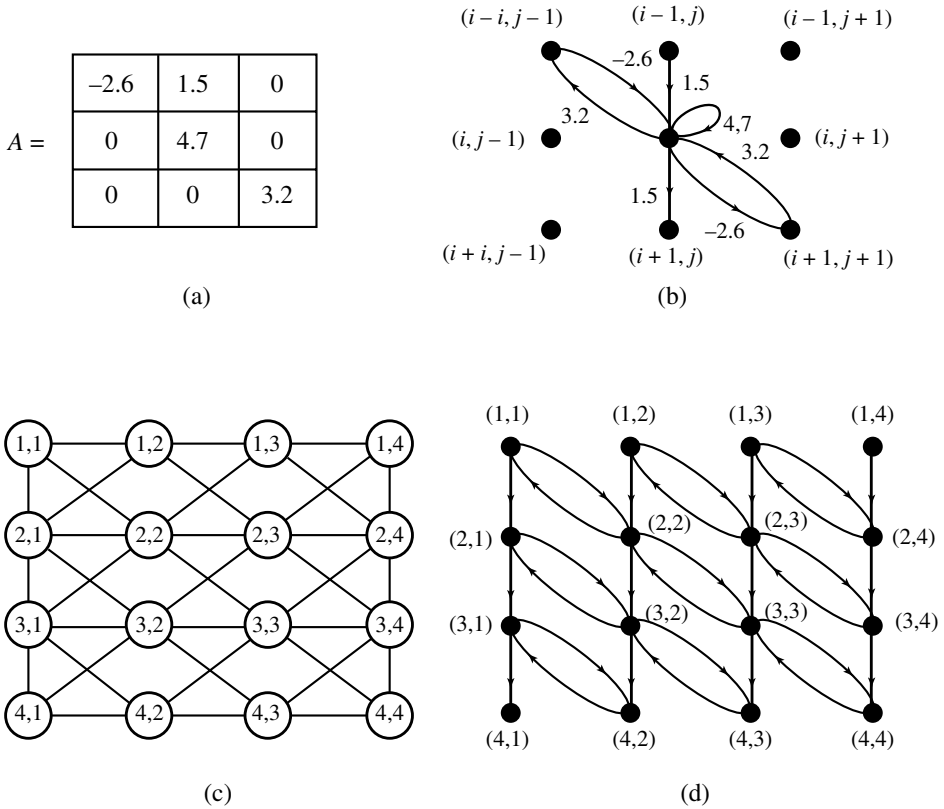 (i – i, j – 1) (i – 1, j) (i – 1, j + 1)
–2.6 1.5 0
–2.6
1.5
3.2
4,7
A =
0 4.7 0
(i, j – 1) (i, j + 1)
3.2
0 0 3.2
1.5
–2.6
(i + i, j – 1) (i + 1, j) (i + 1, j + 1)
(a) (b)
1,1 1,2 1,3 1,4
2,1 2,2 2,3 2,4
3,1 3,2 3,3 3,4
4,1 4,2 4,3 4,4
(c)
(1,1) (1,2) (1,3) (1,4)
(2,1) (2,2) (2,3) (2,4)
(3,1) (3,2) (3,3) (3,4)
(4,1) (4,2) (4,3) (4,4)
(d)